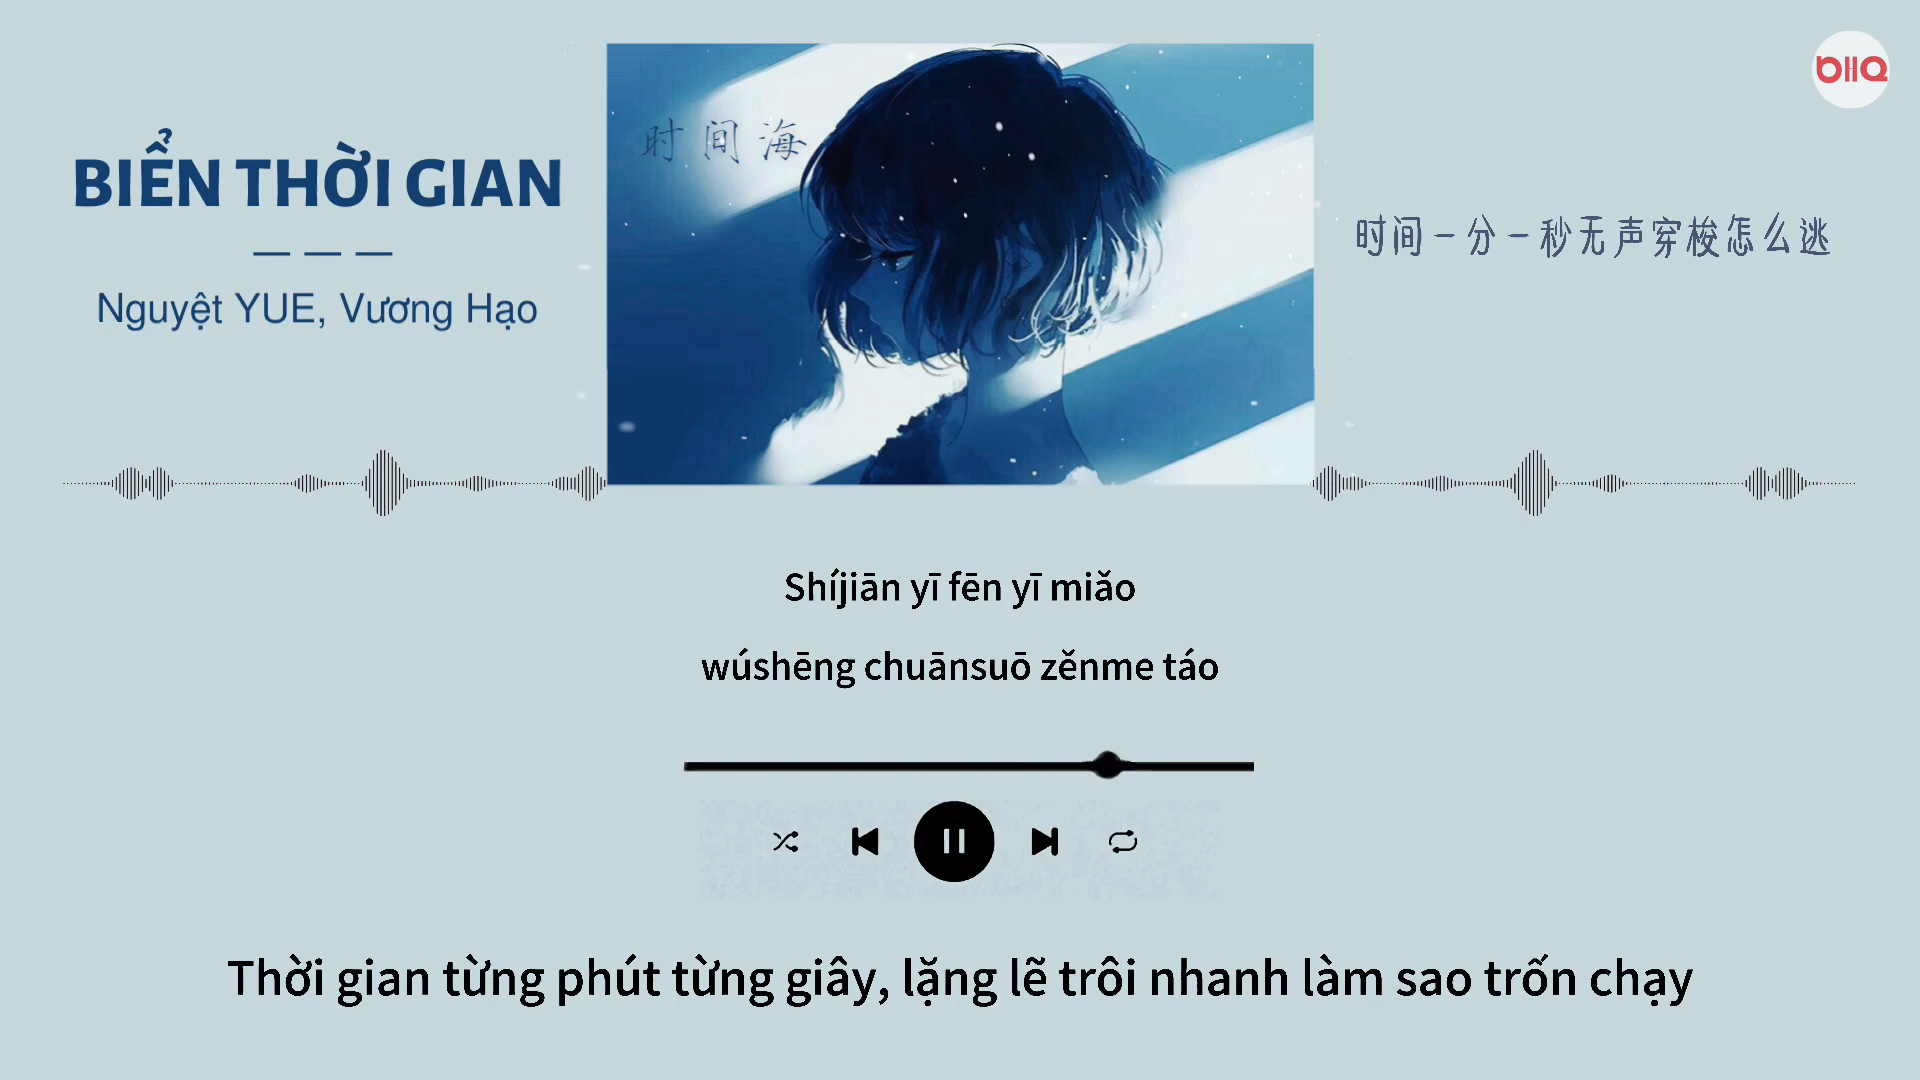 BIỂN THỜI GIAN
Nguyệt YUE, Vương Hạo
时间海
时间一分一秒无声穿梭怎么逃
Shíjiān yī fēn yī miǎo
wúshēng chuānsuō zěnme táo
Thời gian từng phút từng giây, lặng lẽ trôi nhanh làm sao trốn chạy